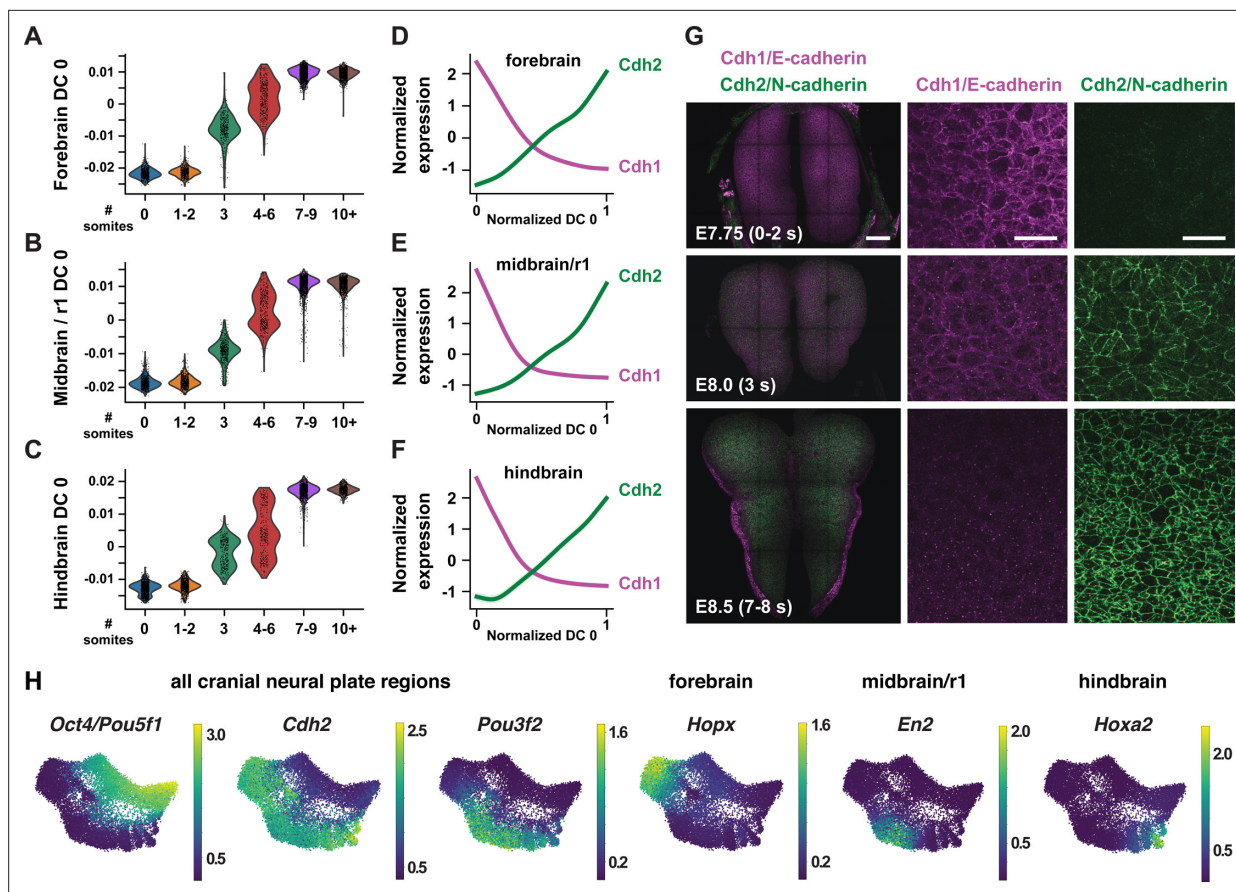 A
Forebrain DC 0
0.01
0
-0.01
-0.02
# somites
0
1-2
3
4-6
7-9
10+
B
Midbrain / r1 DC 0
0.01
0
-0.01
-0.02
# somites
0
1-2
3
4-6
7-9
10+
C
Hindbrain DC 0
0.02
0.01
0
-0.01
# somites
0
1-2
3
4-6
7-9
10+
D
forebrain
Cdh2
Cdh1
Normalized expression
2
1
0
-1
0
Normalized DC 0
1
E
midbrain/r1
Cdh2
Cdh1
Normalized expression
2
1
0
-1
0
Normalized DC 0
1
F
hindbrain
Cdh2
Cdh1
Normalized expression
2
1
0
-1
0
Normalized DC 0
1
G
Cdh1/E-cadherin
Cdh2/N-cadherin
Cdh1/E-cadherin
Cdh2/N-cadherin
E7.75 (0-2 s)
E8.0 (3 s)
E8.5 (7-8 s)
H
all cranial neural plate regions
forebrain
midbrain/r1
hindbrain
Oct4/Pou5f1
3.0
0.5
Cdh2
2.5
0.5
Pou3f2
1.6
0.2
Hopx
1.6
0.2
En2
2.0
0.5
Hoxa2
2.0
0.5